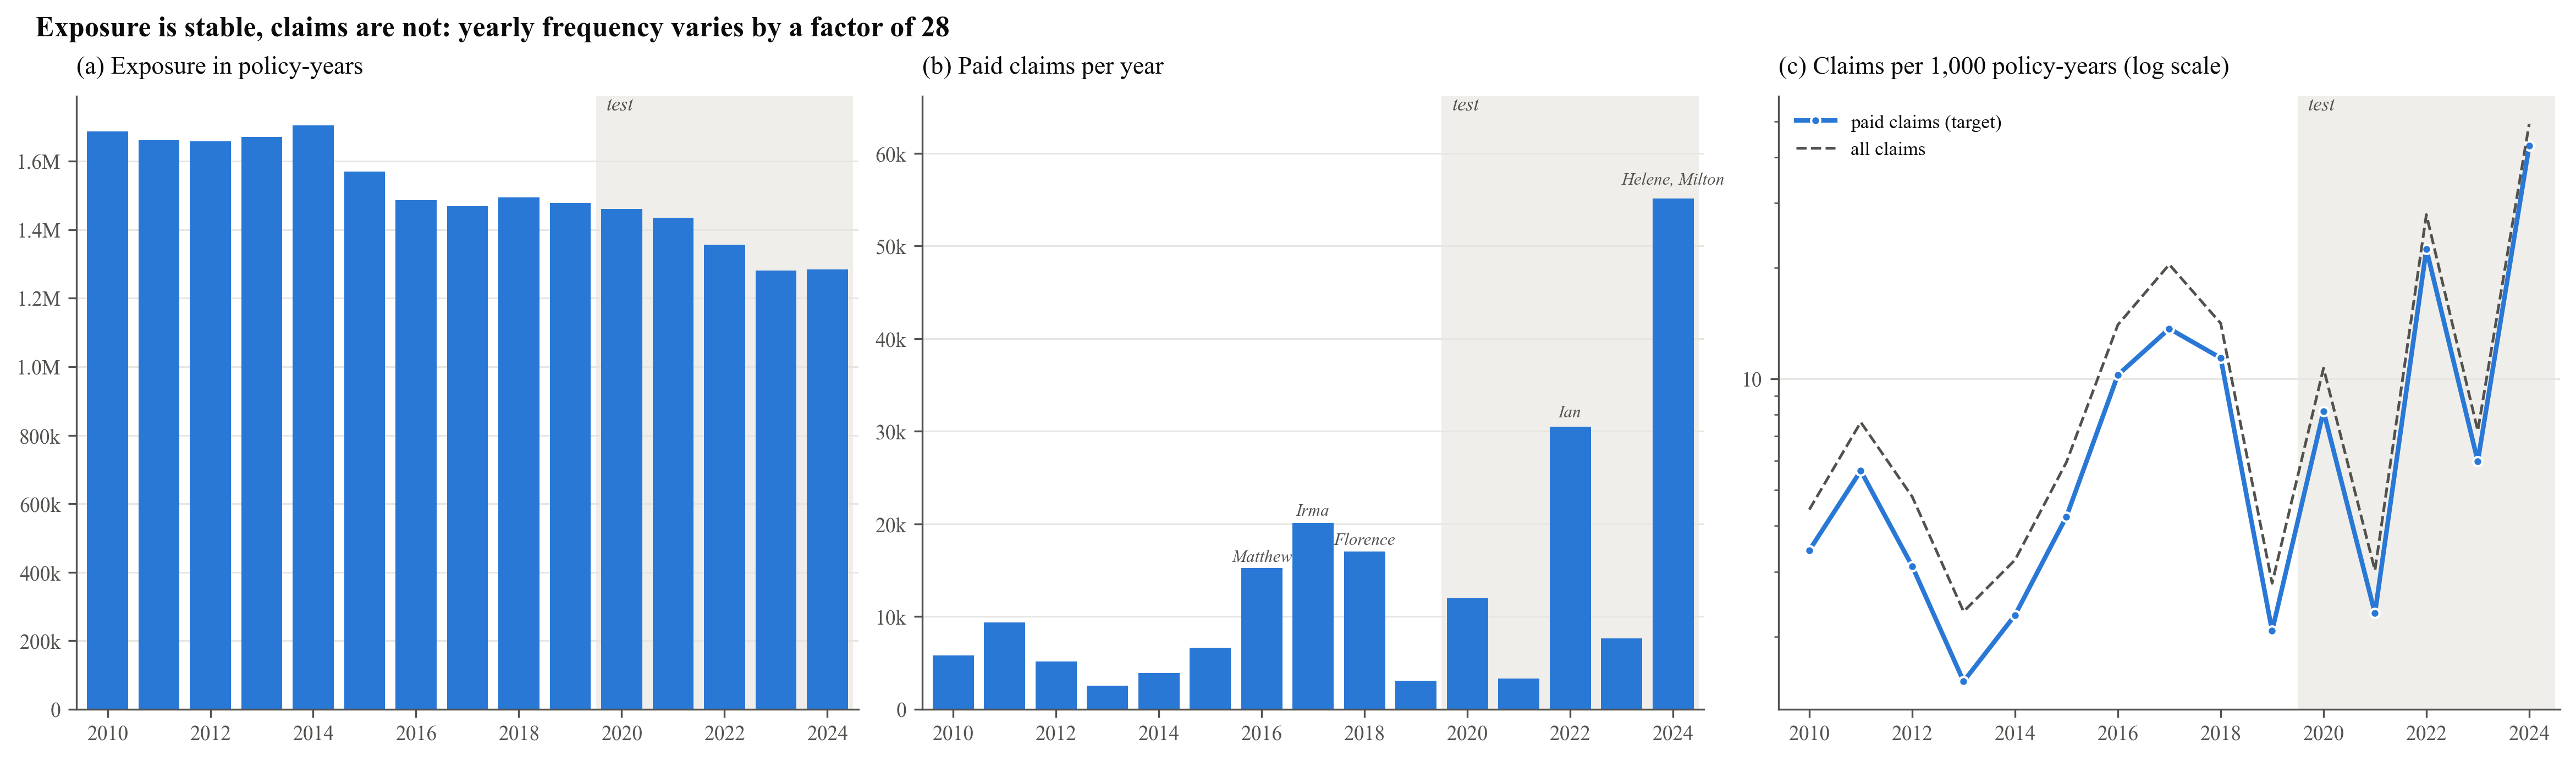 Exposure is stable, claims are not: yearly frequency varies by a factor of 28
(a) Exposure in policy-years
test
1.6M
1.4M
1.2M
1.0M
800k
600k
400k
200k
0
2010 2012 2014 2016 2018 2020 2022 2024
(b) Paid claims per year
test
60k
50k
40k
30k
20k
10k
0
Helene, Milton
Ian
Irma
Florence
Matthew
2010 2012 2014 2016 2018 2020 2022 2024
(c) Claims per 1,000 policy-years (log scale)
test
paid claims (target)
all claims
10
2010 2012 2014 2016 2018 2020 2022 2024